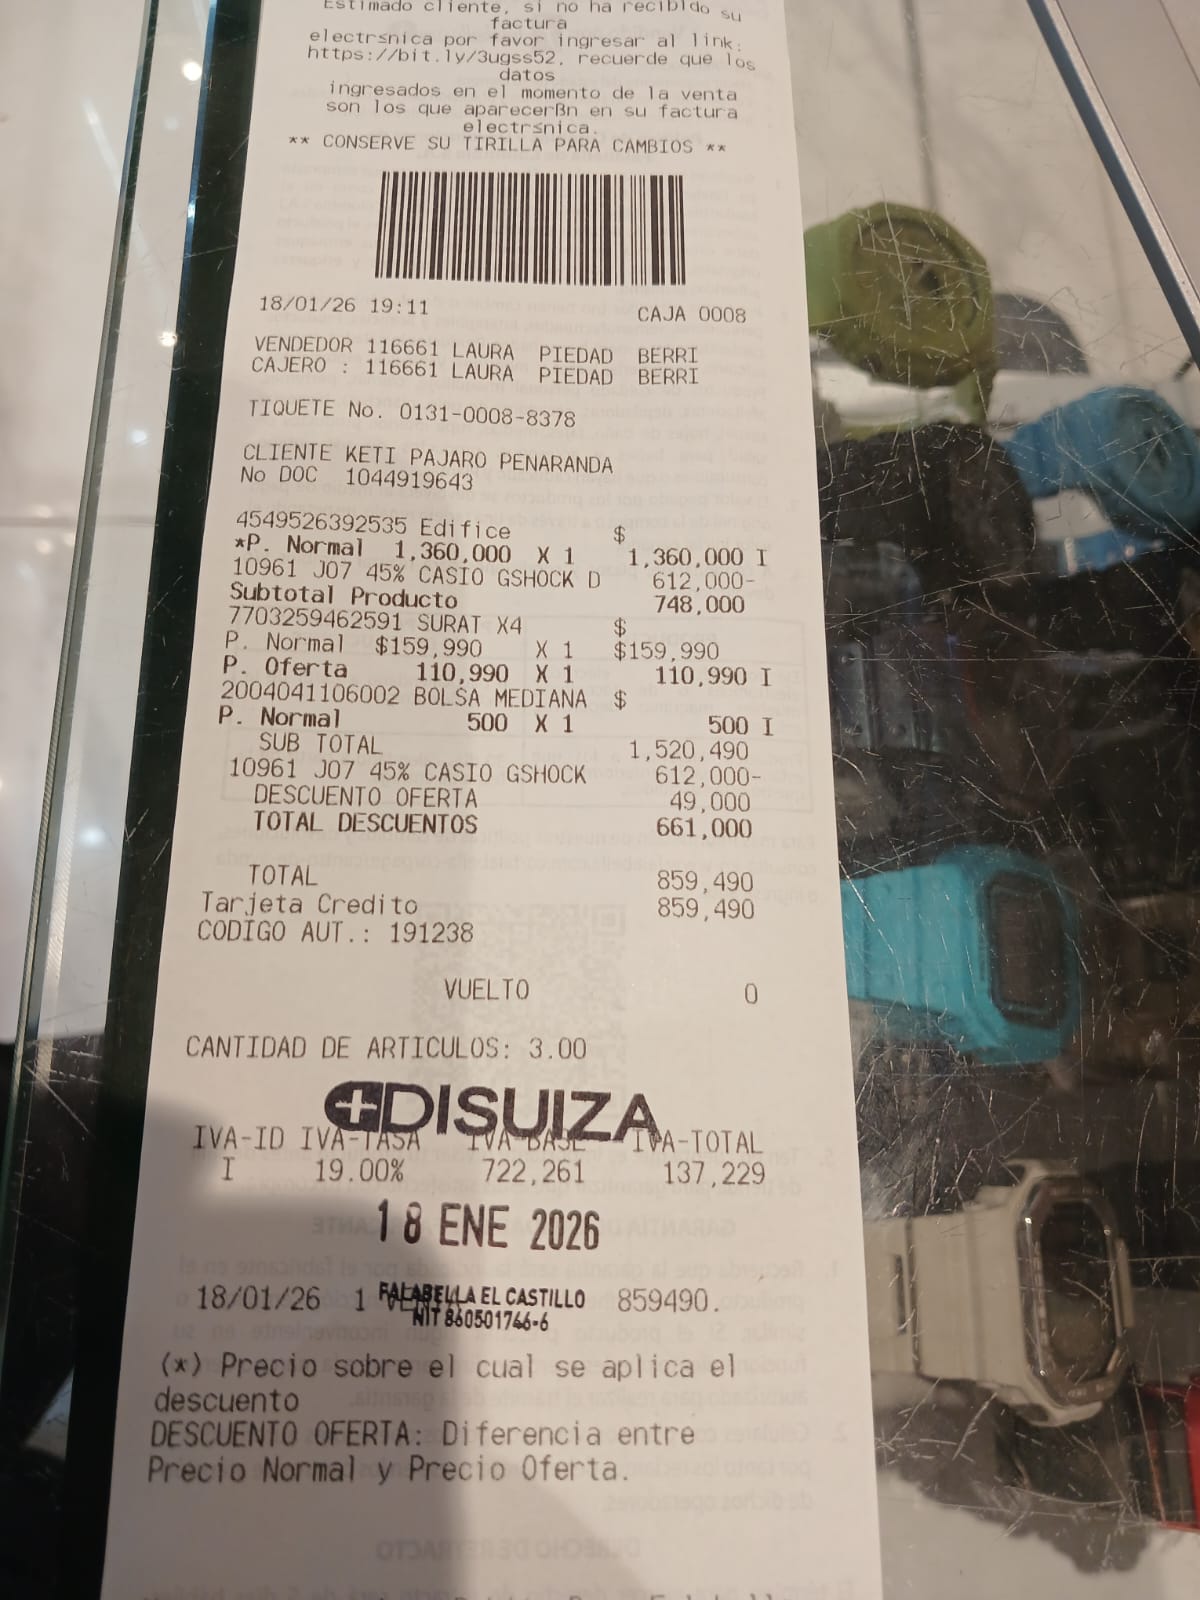 Estimado cliente, si no ha recibido su
factura
electrsnica por favor ingresar al link:
https://bit.ly/3ugss52, recuerde que los
datos
ingresados en el momento de la venta
son los que aparecerßn en su factura
electrsnica.
** CONSERVE SU TIRILLA PARA CAMBIOS **
18/01/26 19:11 CAJA 0008
VENDEDOR 116661 LAURA PIEDAD BERRI
CAJERO : 116661 LAURA PIEDAD BERRI
TIQUETE No. 0131-0008-8378
CLIENTE KETI PAJARO PENARANDA
No DOC 1044919643
4549526392535 Edifice $
*P. Normal 1,360,000 X 1 1,360,000 I
10961 J07 45% CASIO GSHOCK D 612,000-
Subtotal Producto 748,000
7703259462591 SURAT X4 $
P. Normal $159,990 X 1 $159,990
P. Oferta 110,990 X 1 110,990 I
2004041106002 BOLSA MEDIANA $
P. Normal 500 X 1 500 I
SUB TOTAL 1,520,490
10961 J07 45% CASIO GSHOCK 612,000-
DESCUENTO OFERTA 49,000
TOTAL DESCUENTOS 661,000
TOTAL 859,490
Tarjeta Credito 859,490
CODIGO AUT.: 191238
VUELTO 0
CANTIDAD DE ARTICULOS: 3.00
DISUIZA
IVA-ID IVA-TASA IVA-BASE IVA-TOTAL
I 19.00% 722,261 137,229
18 ENE 2026
18/01/26 1 VENTA 859490.
FALABELLA EL CASTILLO
NIT 860501766-6
(*) Precio sobre el cual se aplica el
descuento
DESCUENTO OFERTA: Diferencia entre
Precio Normal y Precio Oferta.